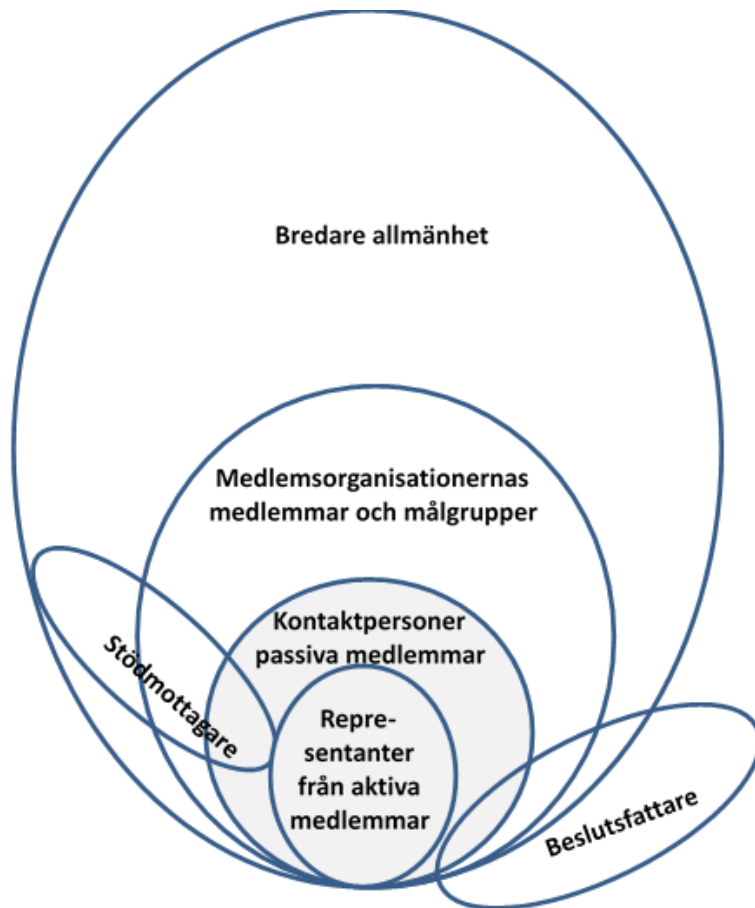 Bredare allmänhet
Medlemsorganisationernas
medlemmar och målgrupper
Kontaktpersoner
passiva medlemmar
Stödmottagare
Repre-
sentanter
från aktiva
medlemmar
Beslutsfattare